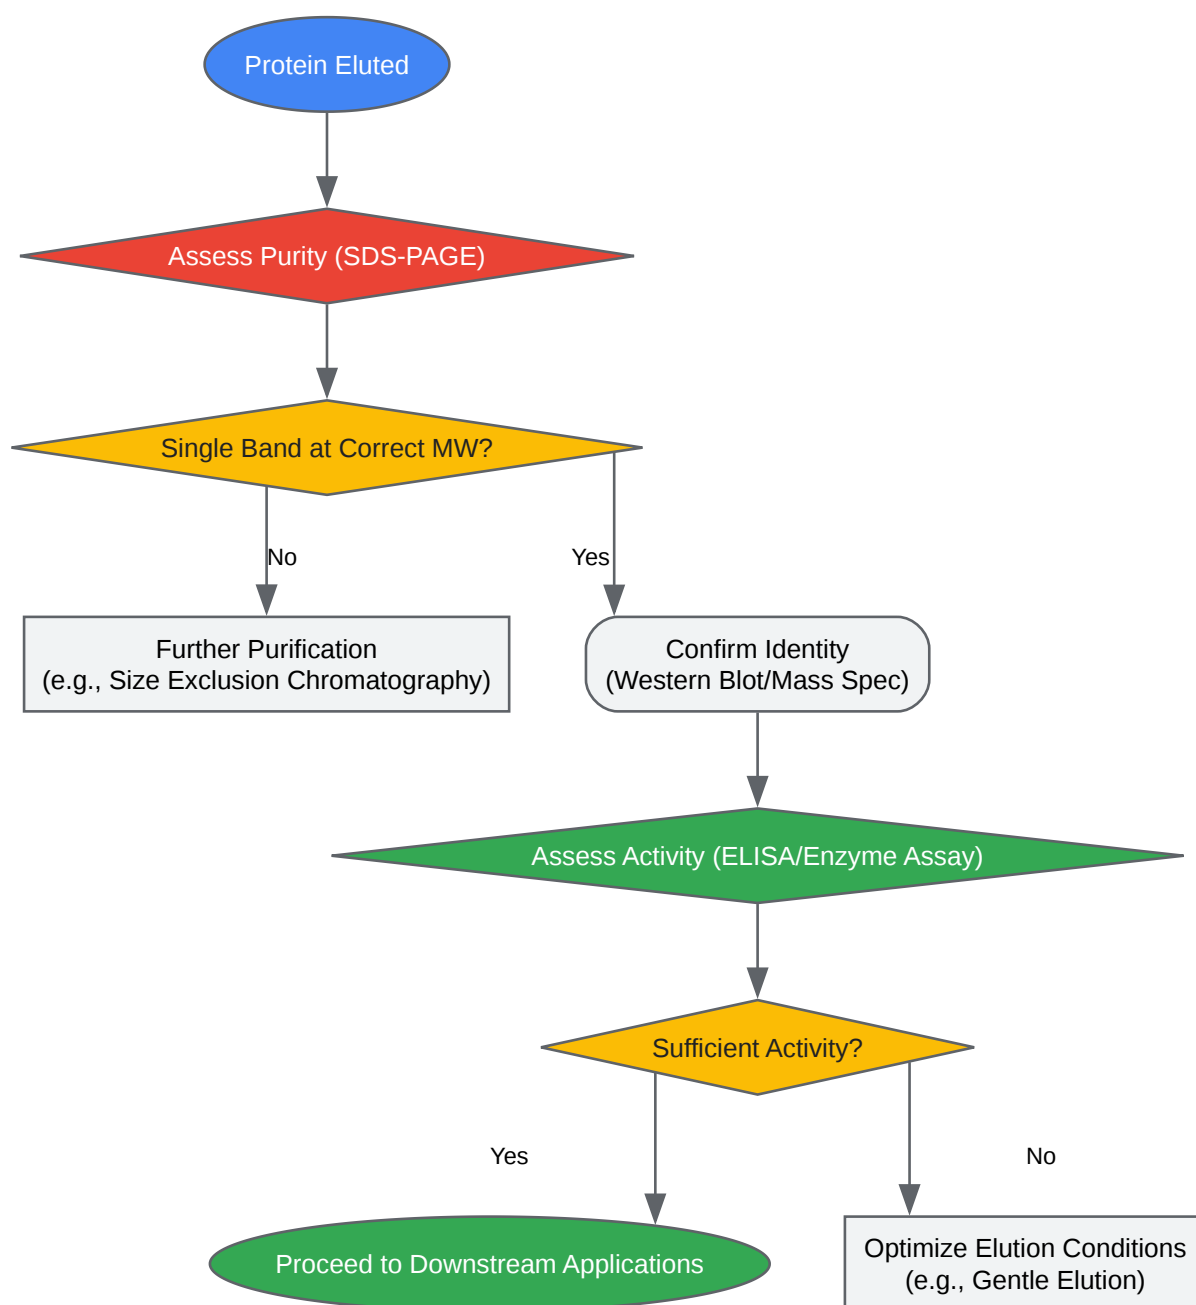 Protein Eluted
Assess Purity (SDS-PAGE)
Single Band at Correct MW?
No
Yes
Further Purification
(e.g., Size Exclusion Chromatography)
Confirm Identity
(Western Blot/Mass Spec)
Assess Activity (ELISA/Enzyme Assay)
Sufficient Activity?
Yes
No
Proceed to Downstream Applications
Optimize Elution Conditions
(e.g., Gentle Elution)